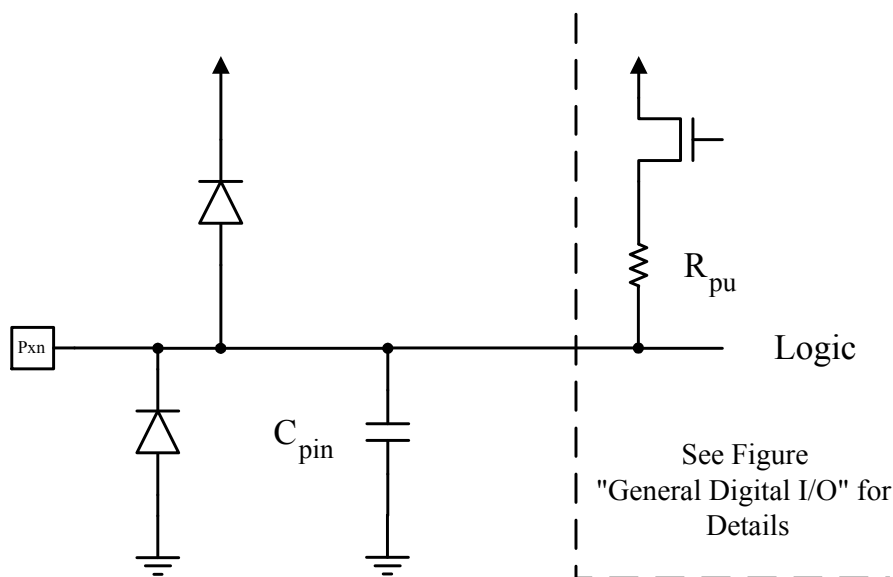 R_pu
Pxn
Logic
C_pin
See Figure
"General Digital I/O" for
Details